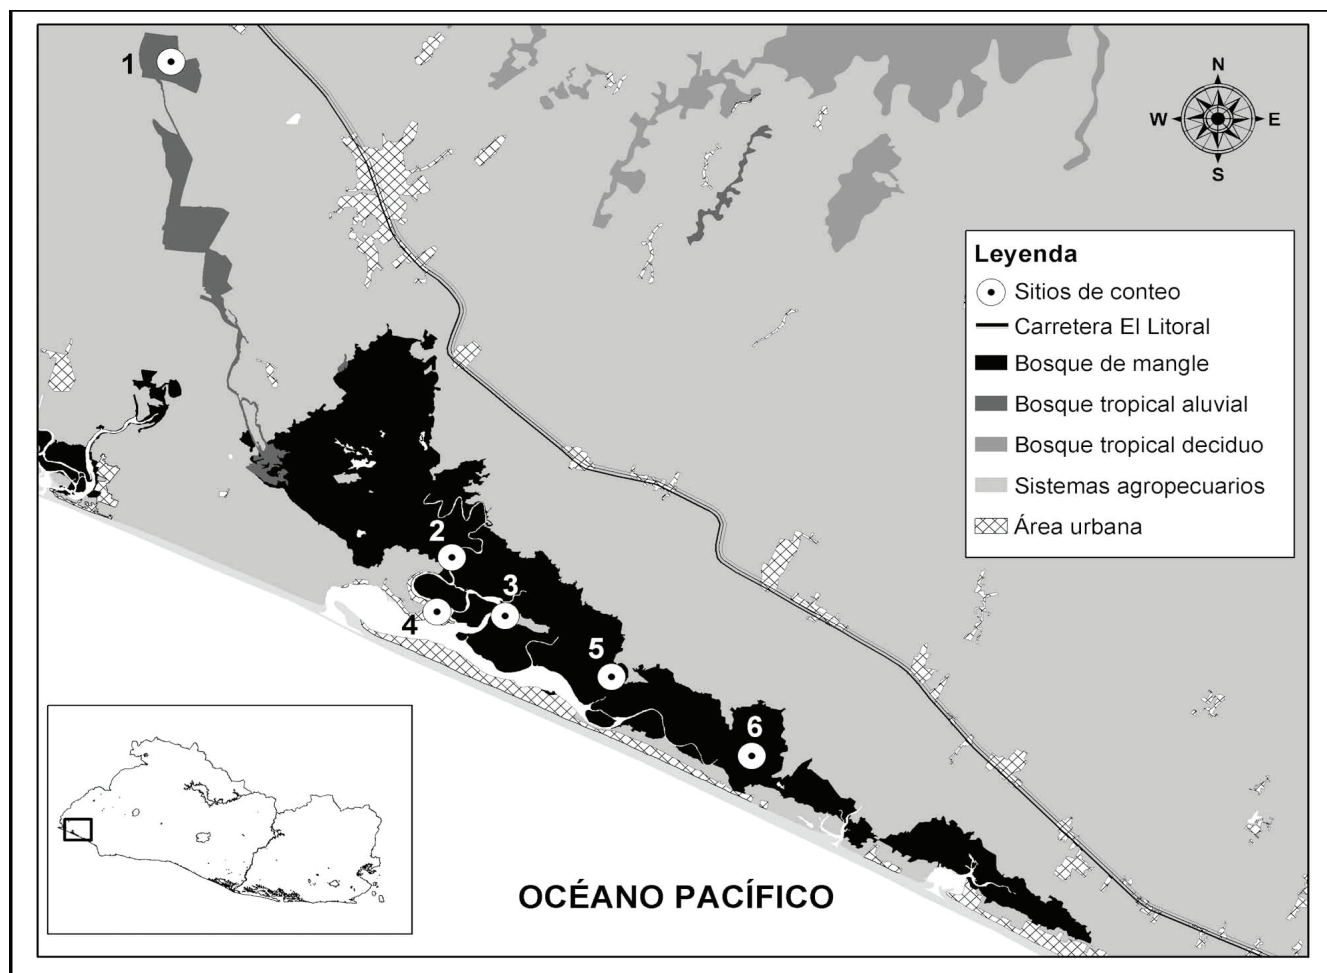 1
N
W E
S
Leyenda
Sitios de conteo
Carretera El Litoral
Bosque de mangle
Bosque tropical aluvial
Bosque tropical deciduo
Sistemas agropecuarios
Área urbana
2
3
4
5
6
OCÉANO PACÍFICO